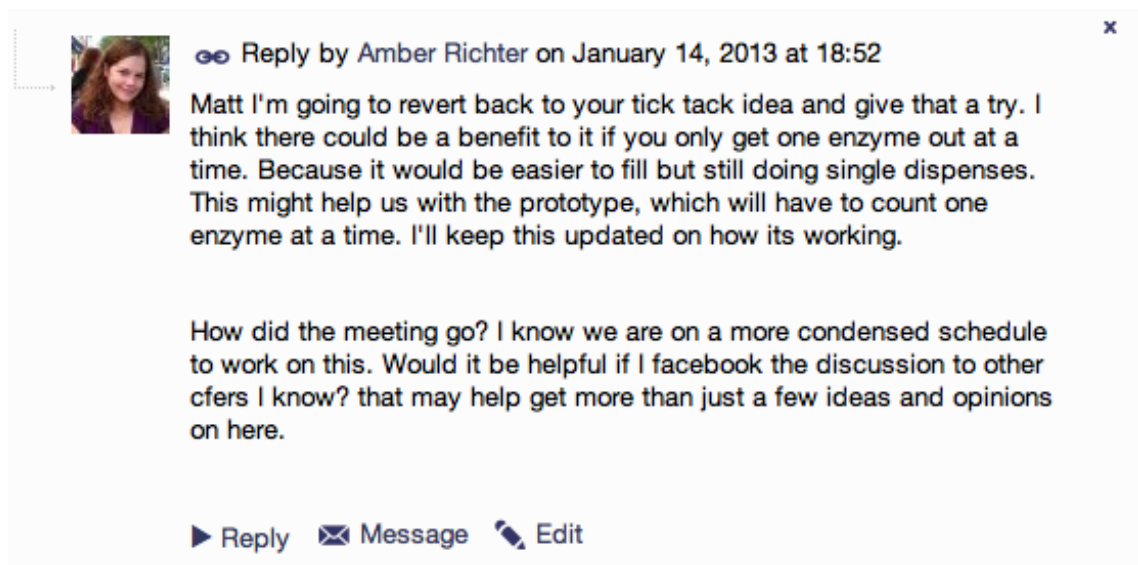 Reply by Amber Richter on January 14, 2013 at 18:52
Matt I'm going to revert back to your tick tack idea and give that a try. I
think there could be a benefit to it if you only get one enzyme out at a
time. Because it would be easier to fill but still doing single dispenses.
This might help us with the prototype, which will have to count one
enzyme at a time. I'll keep this updated on how its working.
How did the meeting go? I know we are on a more condensed schedule
to work on this. Would it be helpful if I facebook the discussion to other
cfers I know? that may help get more than just a few ideas and opinions
on here.
Reply Message Edit